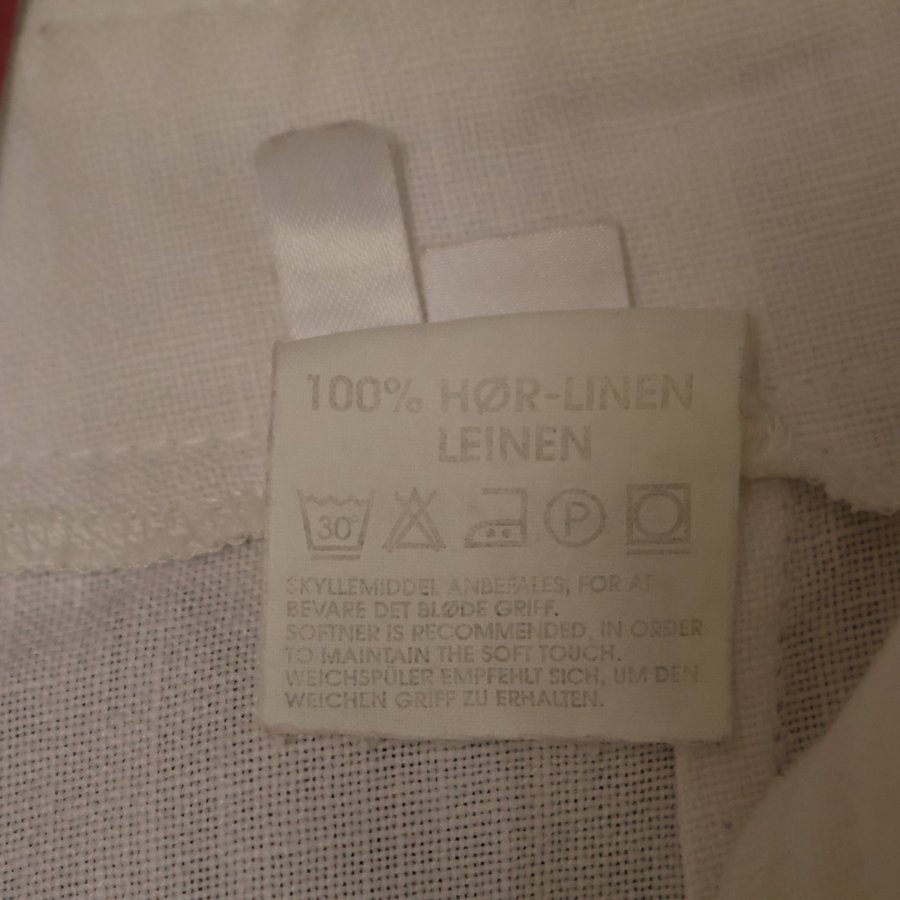 100% HØR-LINEN
LEINEN
30° P
SKYLLEMIDDEL ANBEFALES, FOR AT
BEVARE DET BLØDE GRIFF.
SOFTNER IS RECOMMENDED, IN ORDER
TO MAINTAIN THE SOFT TOUCH.
WEICHSPÜLER EMPFEHLT SICH, UM DEN
WEICHEN GRIFF ZU ERHALTEN.